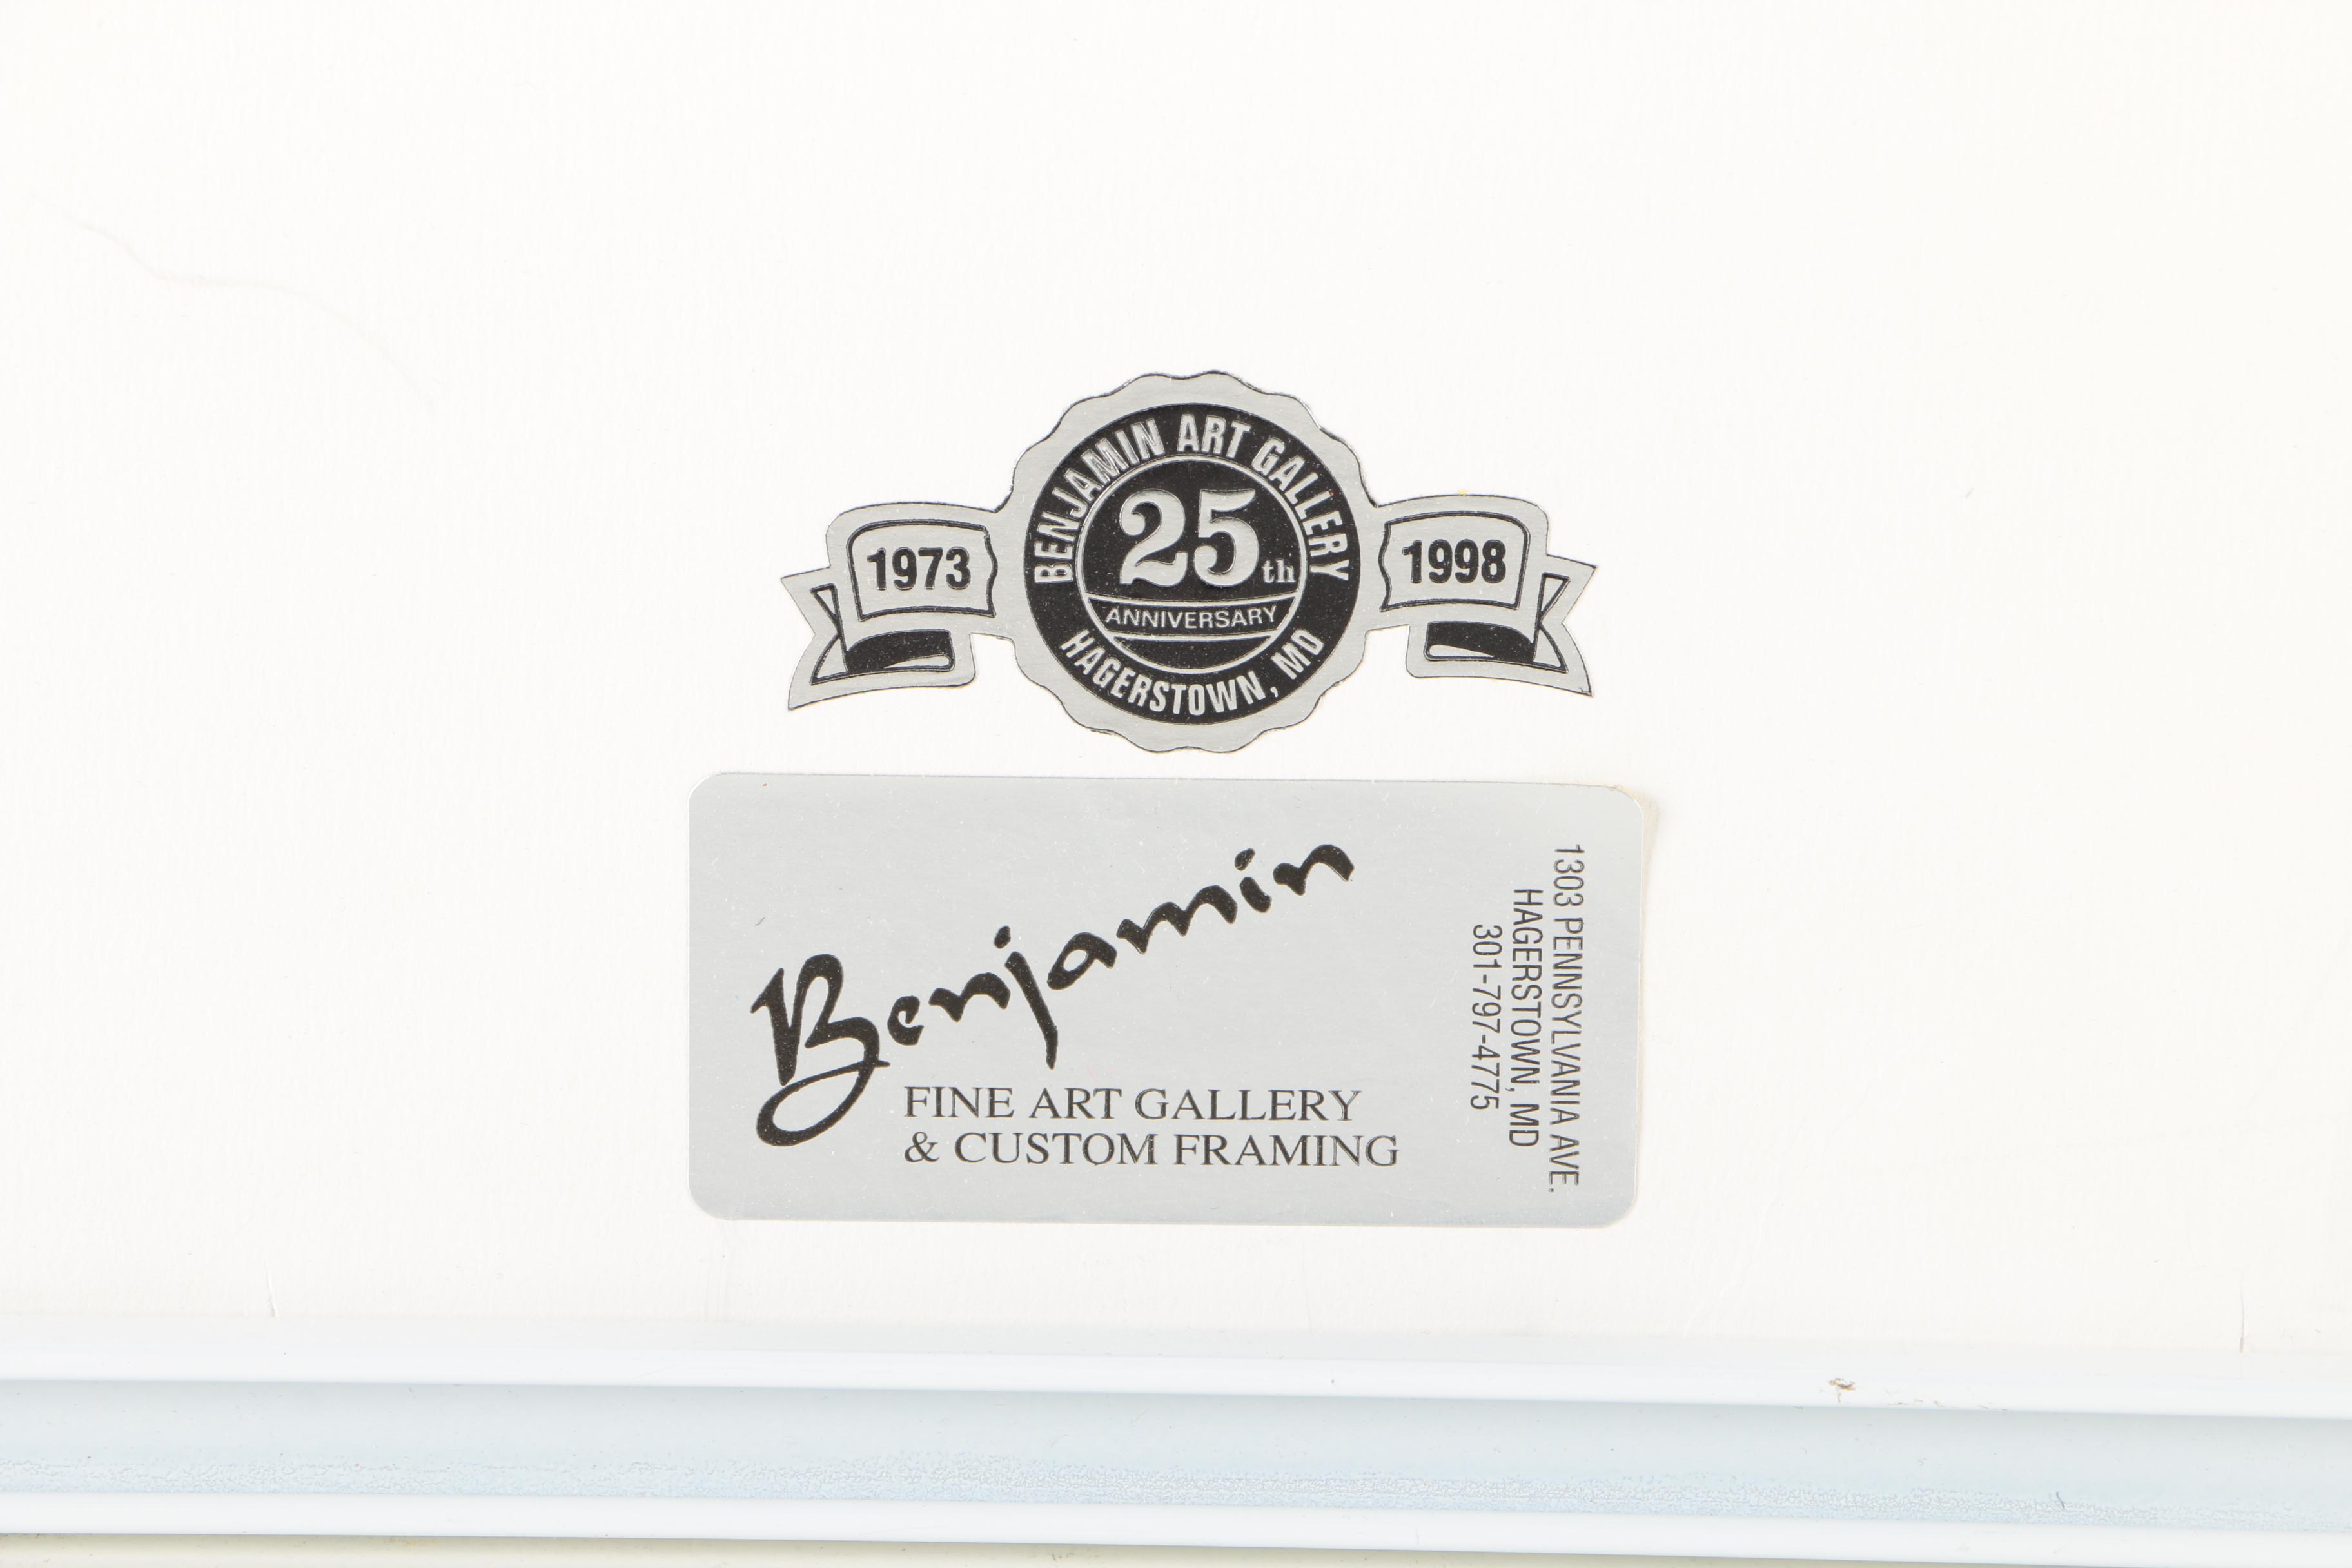 BENJAMIN ART GALLERY
1973
25th
1998
ANNIVERSARY
HAGERSTOWN, MD
Benjamin
FINE ART GALLERY
& CUSTOM FRAMING
1303 PENNSYLVANIA AVE.
HAGERSTOWN, MD
301-797-4775